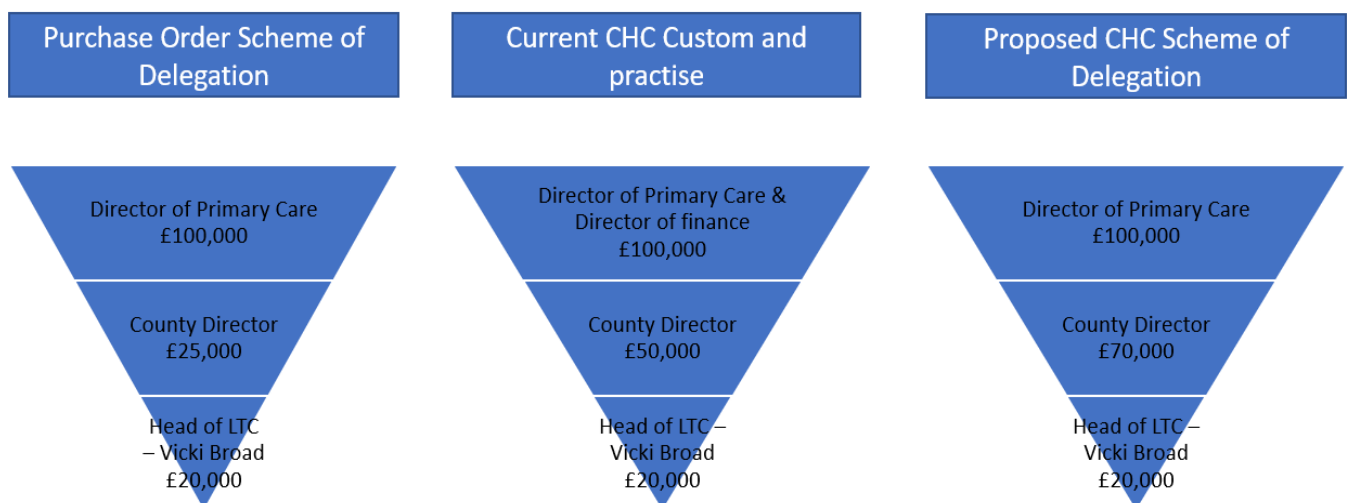 Purchase Order Scheme of
Delegation
Current CHC Custom and
practise
Proposed CHC Scheme of
Delegation
Director of Primary Care
£100,000
County Director
£25,000
Head of LTC
– Vicki Broad
£20,000
Director of Primary Care &
Director of finance
£100,000
County Director
£50,000
Head of LTC –
Vicki Broad
£20,000
Director of Primary Care
£100,000
County Director
£70,000
Head of LTC –
Vicki Broad
£20,000